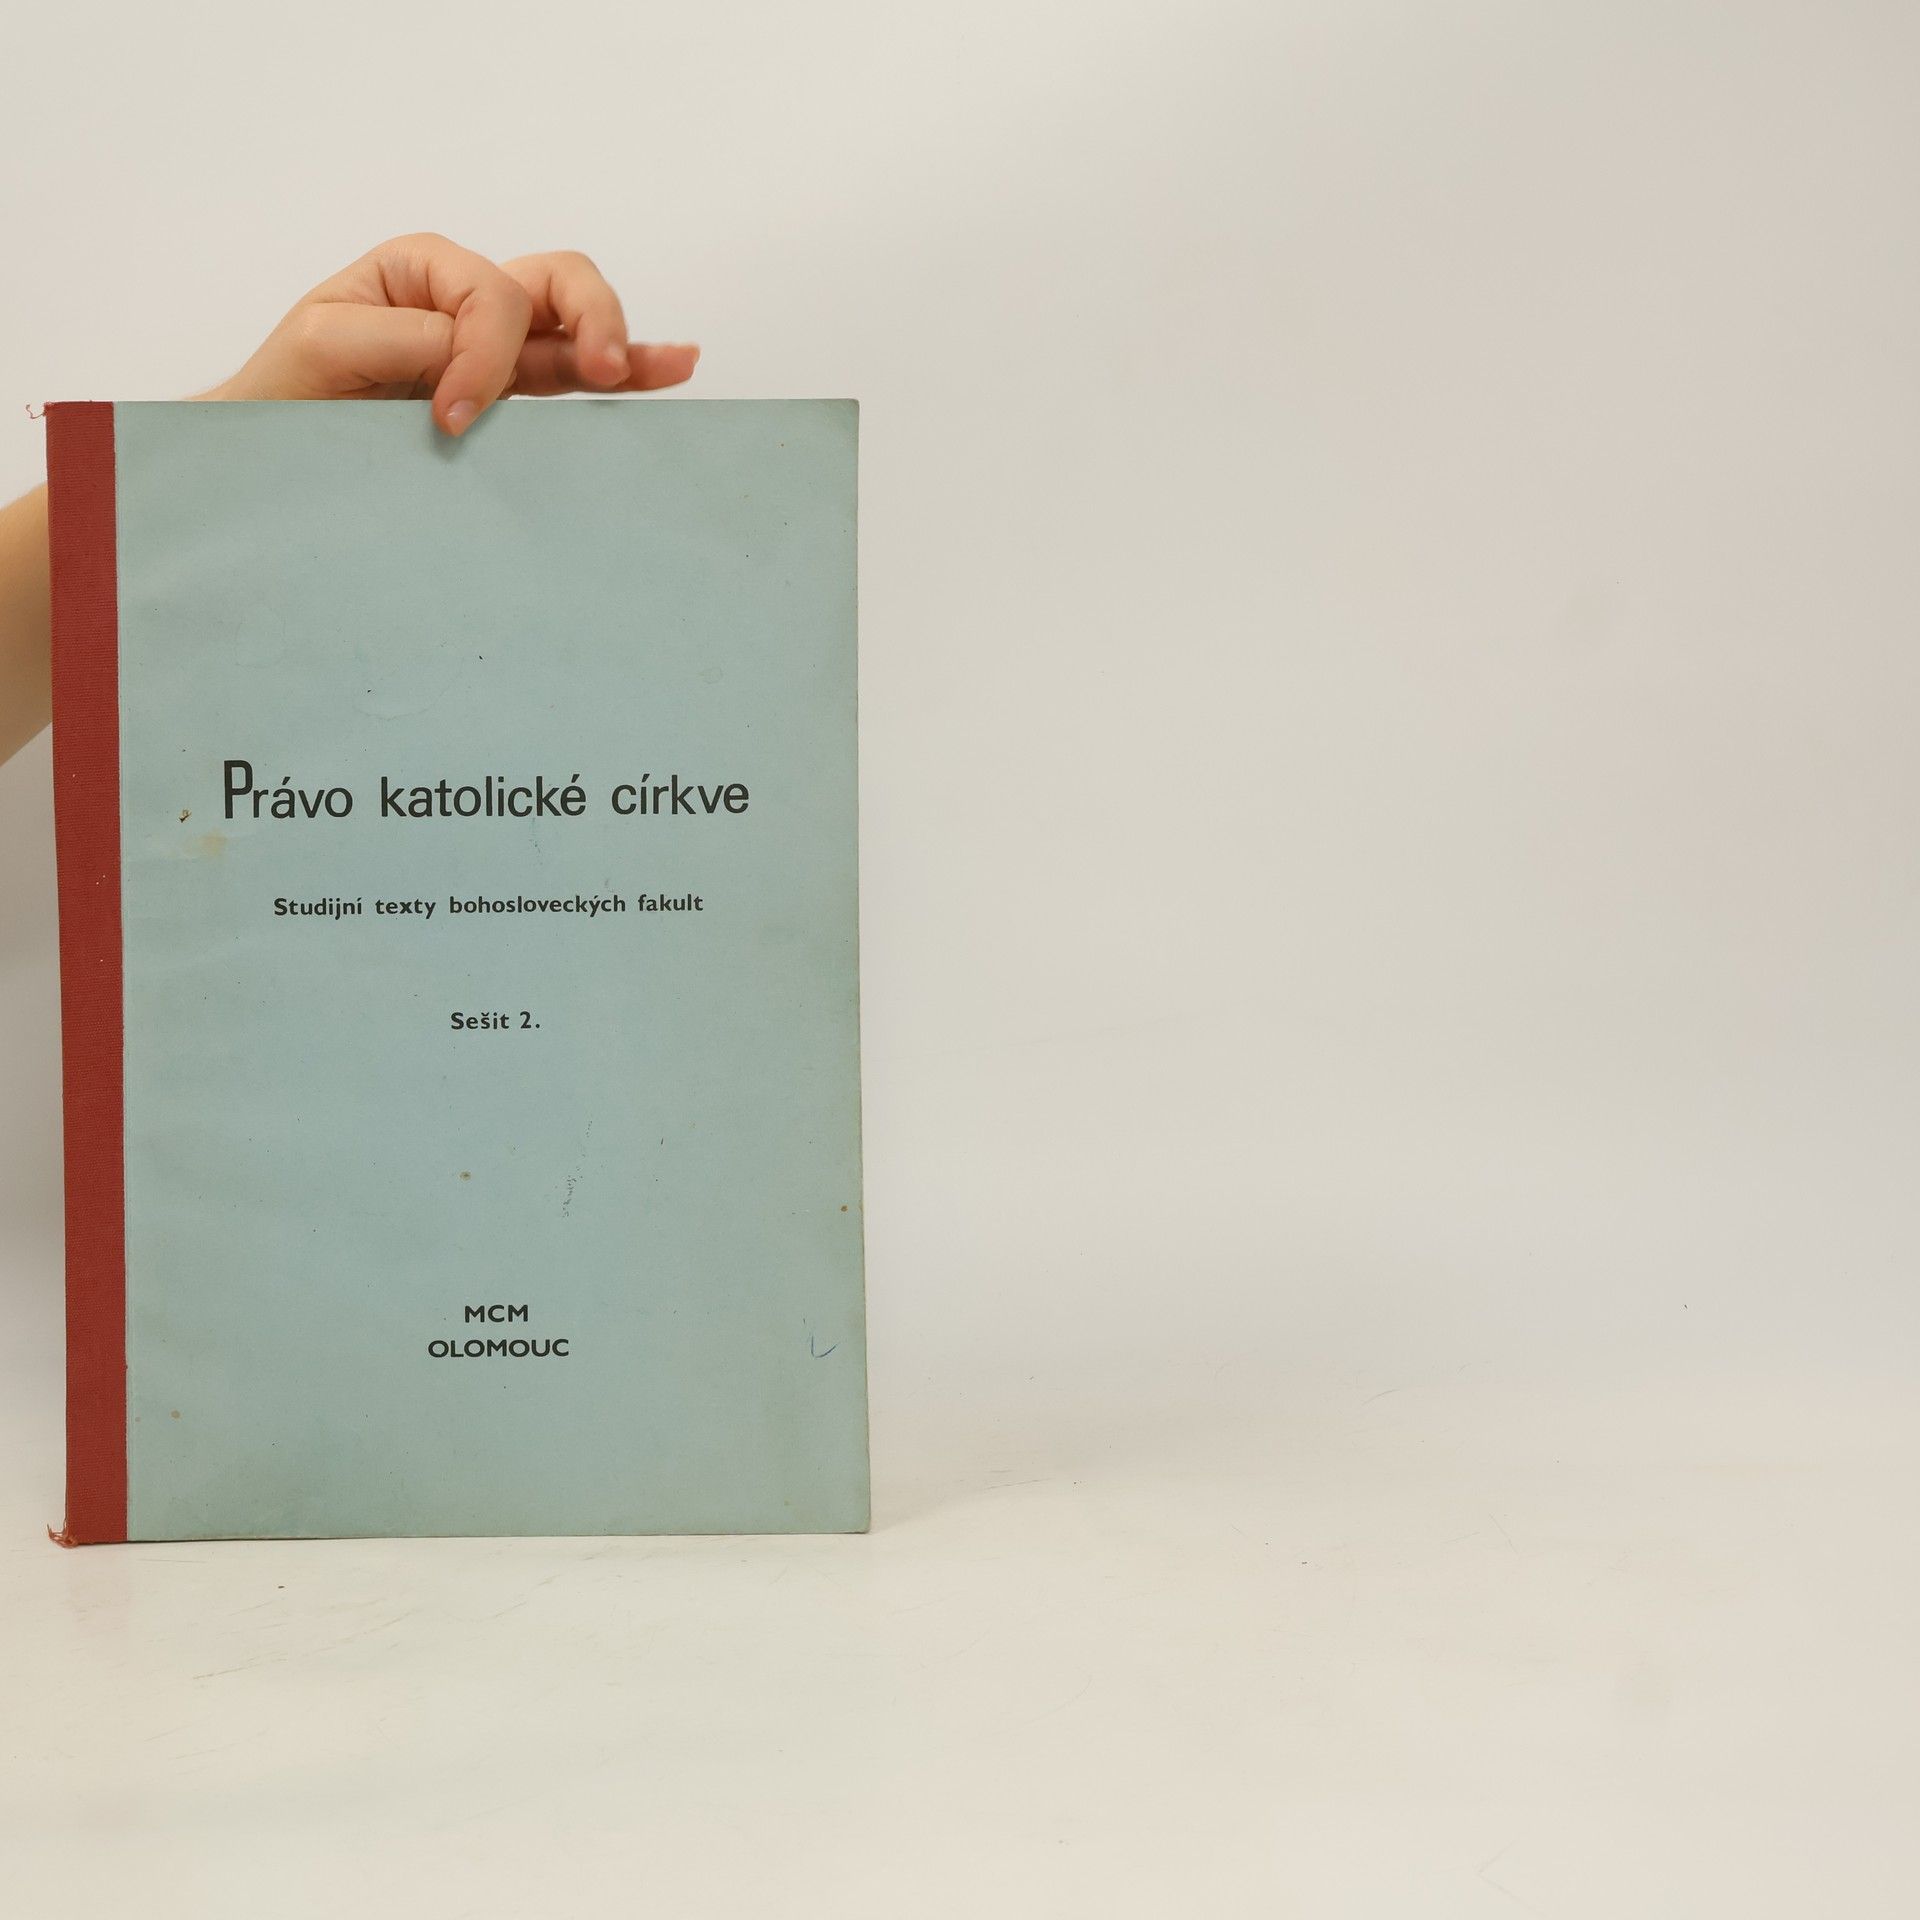 Právo katolické církve
Studijní texty bohosloveckých fakult
Sešit 2.
MCM
OLOMOUC